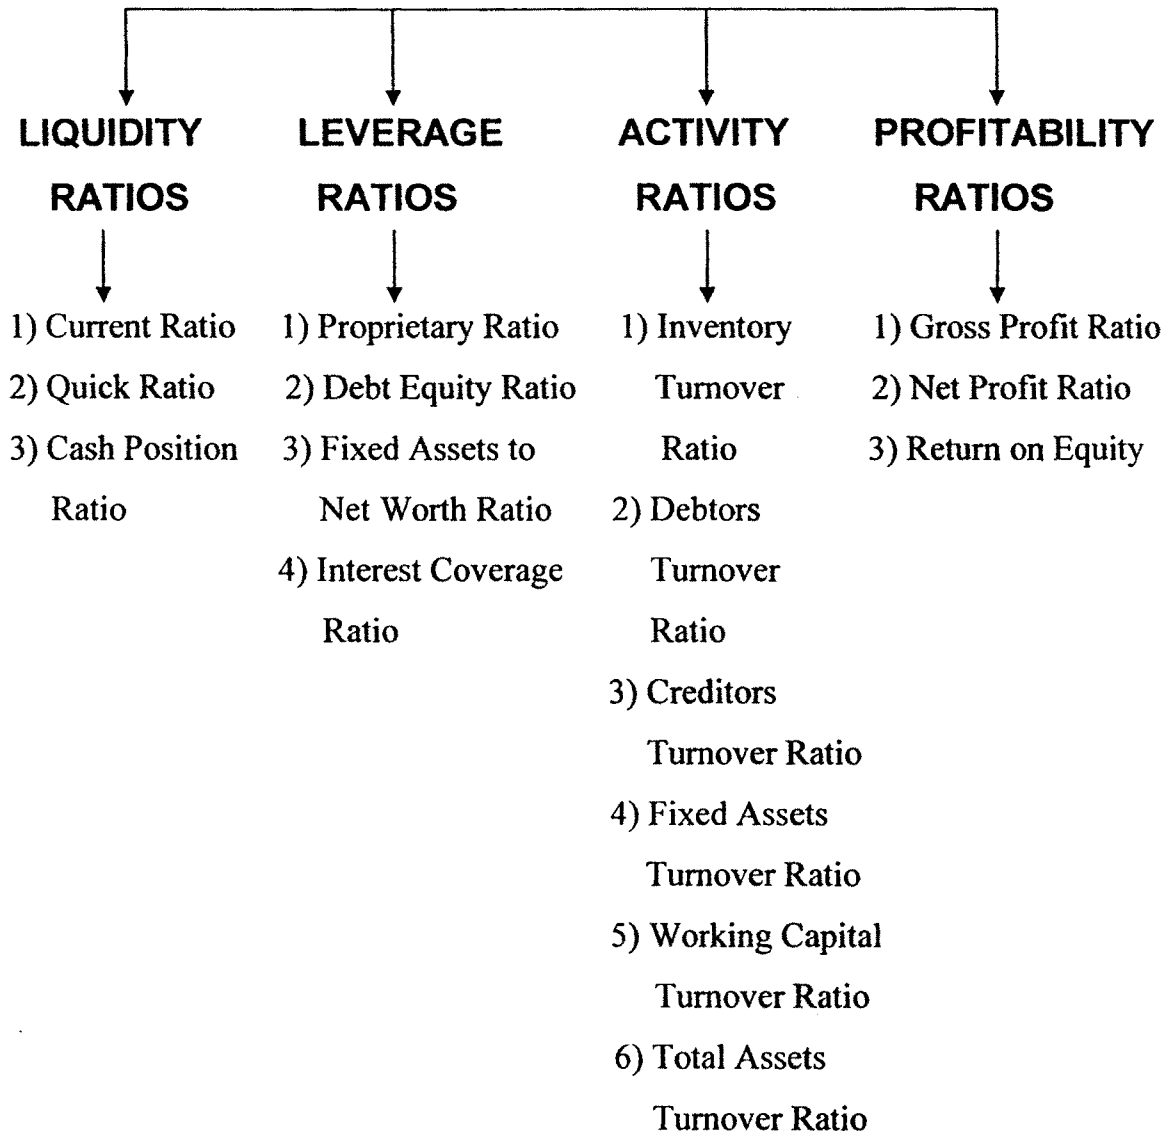 LIQUIDITY
RATIOS
1) Current Ratio
2) Quick Ratio
3) Cash Position
Ratio
LEVERAGE
RATIOS
1) Proprietary Ratio
2) Debt Equity Ratio
3) Fixed Assets to
Net Worth Ratio
4) Interest Coverage
Ratio
ACTIVITY
RATIOS
1) Inventory
Turnover
Ratio
2) Debtors
Turnover
Ratio
3) Creditors
Turnover Ratio
4) Fixed Assets
Turnover Ratio
5) Working Capital
Turnover Ratio
6) Total Assets
Turnover Ratio
PROFITABILITY
RATIOS
1) Gross Profit Ratio
2) Net Profit Ratio
3) Return on Equity